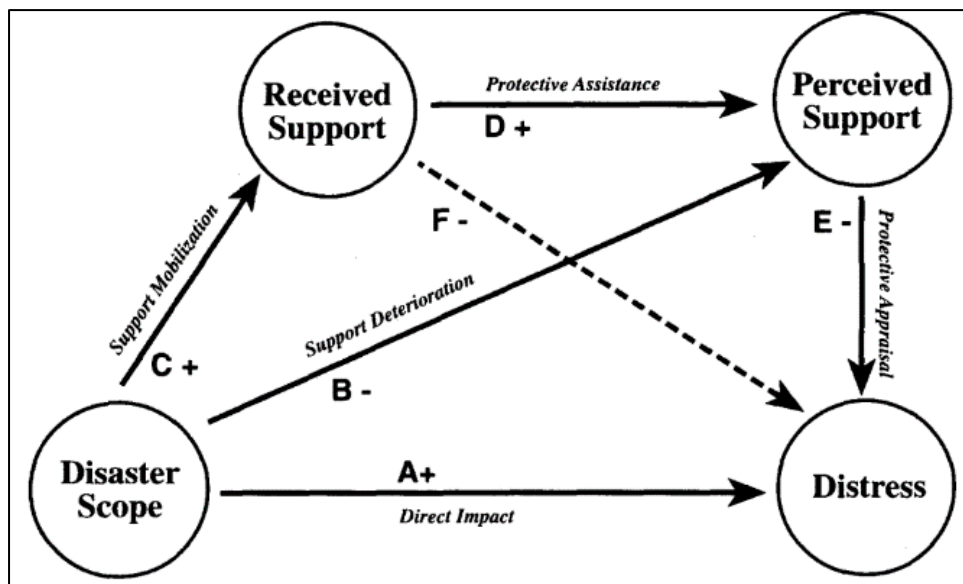 Received
Support
Protective Assistance
D +
Perceived
Support
Support Mobilization
C +
F -
Support Deterioration
B -
E -
Protective Appraisal
Disaster
Scope
A+
Direct Impact
Distress